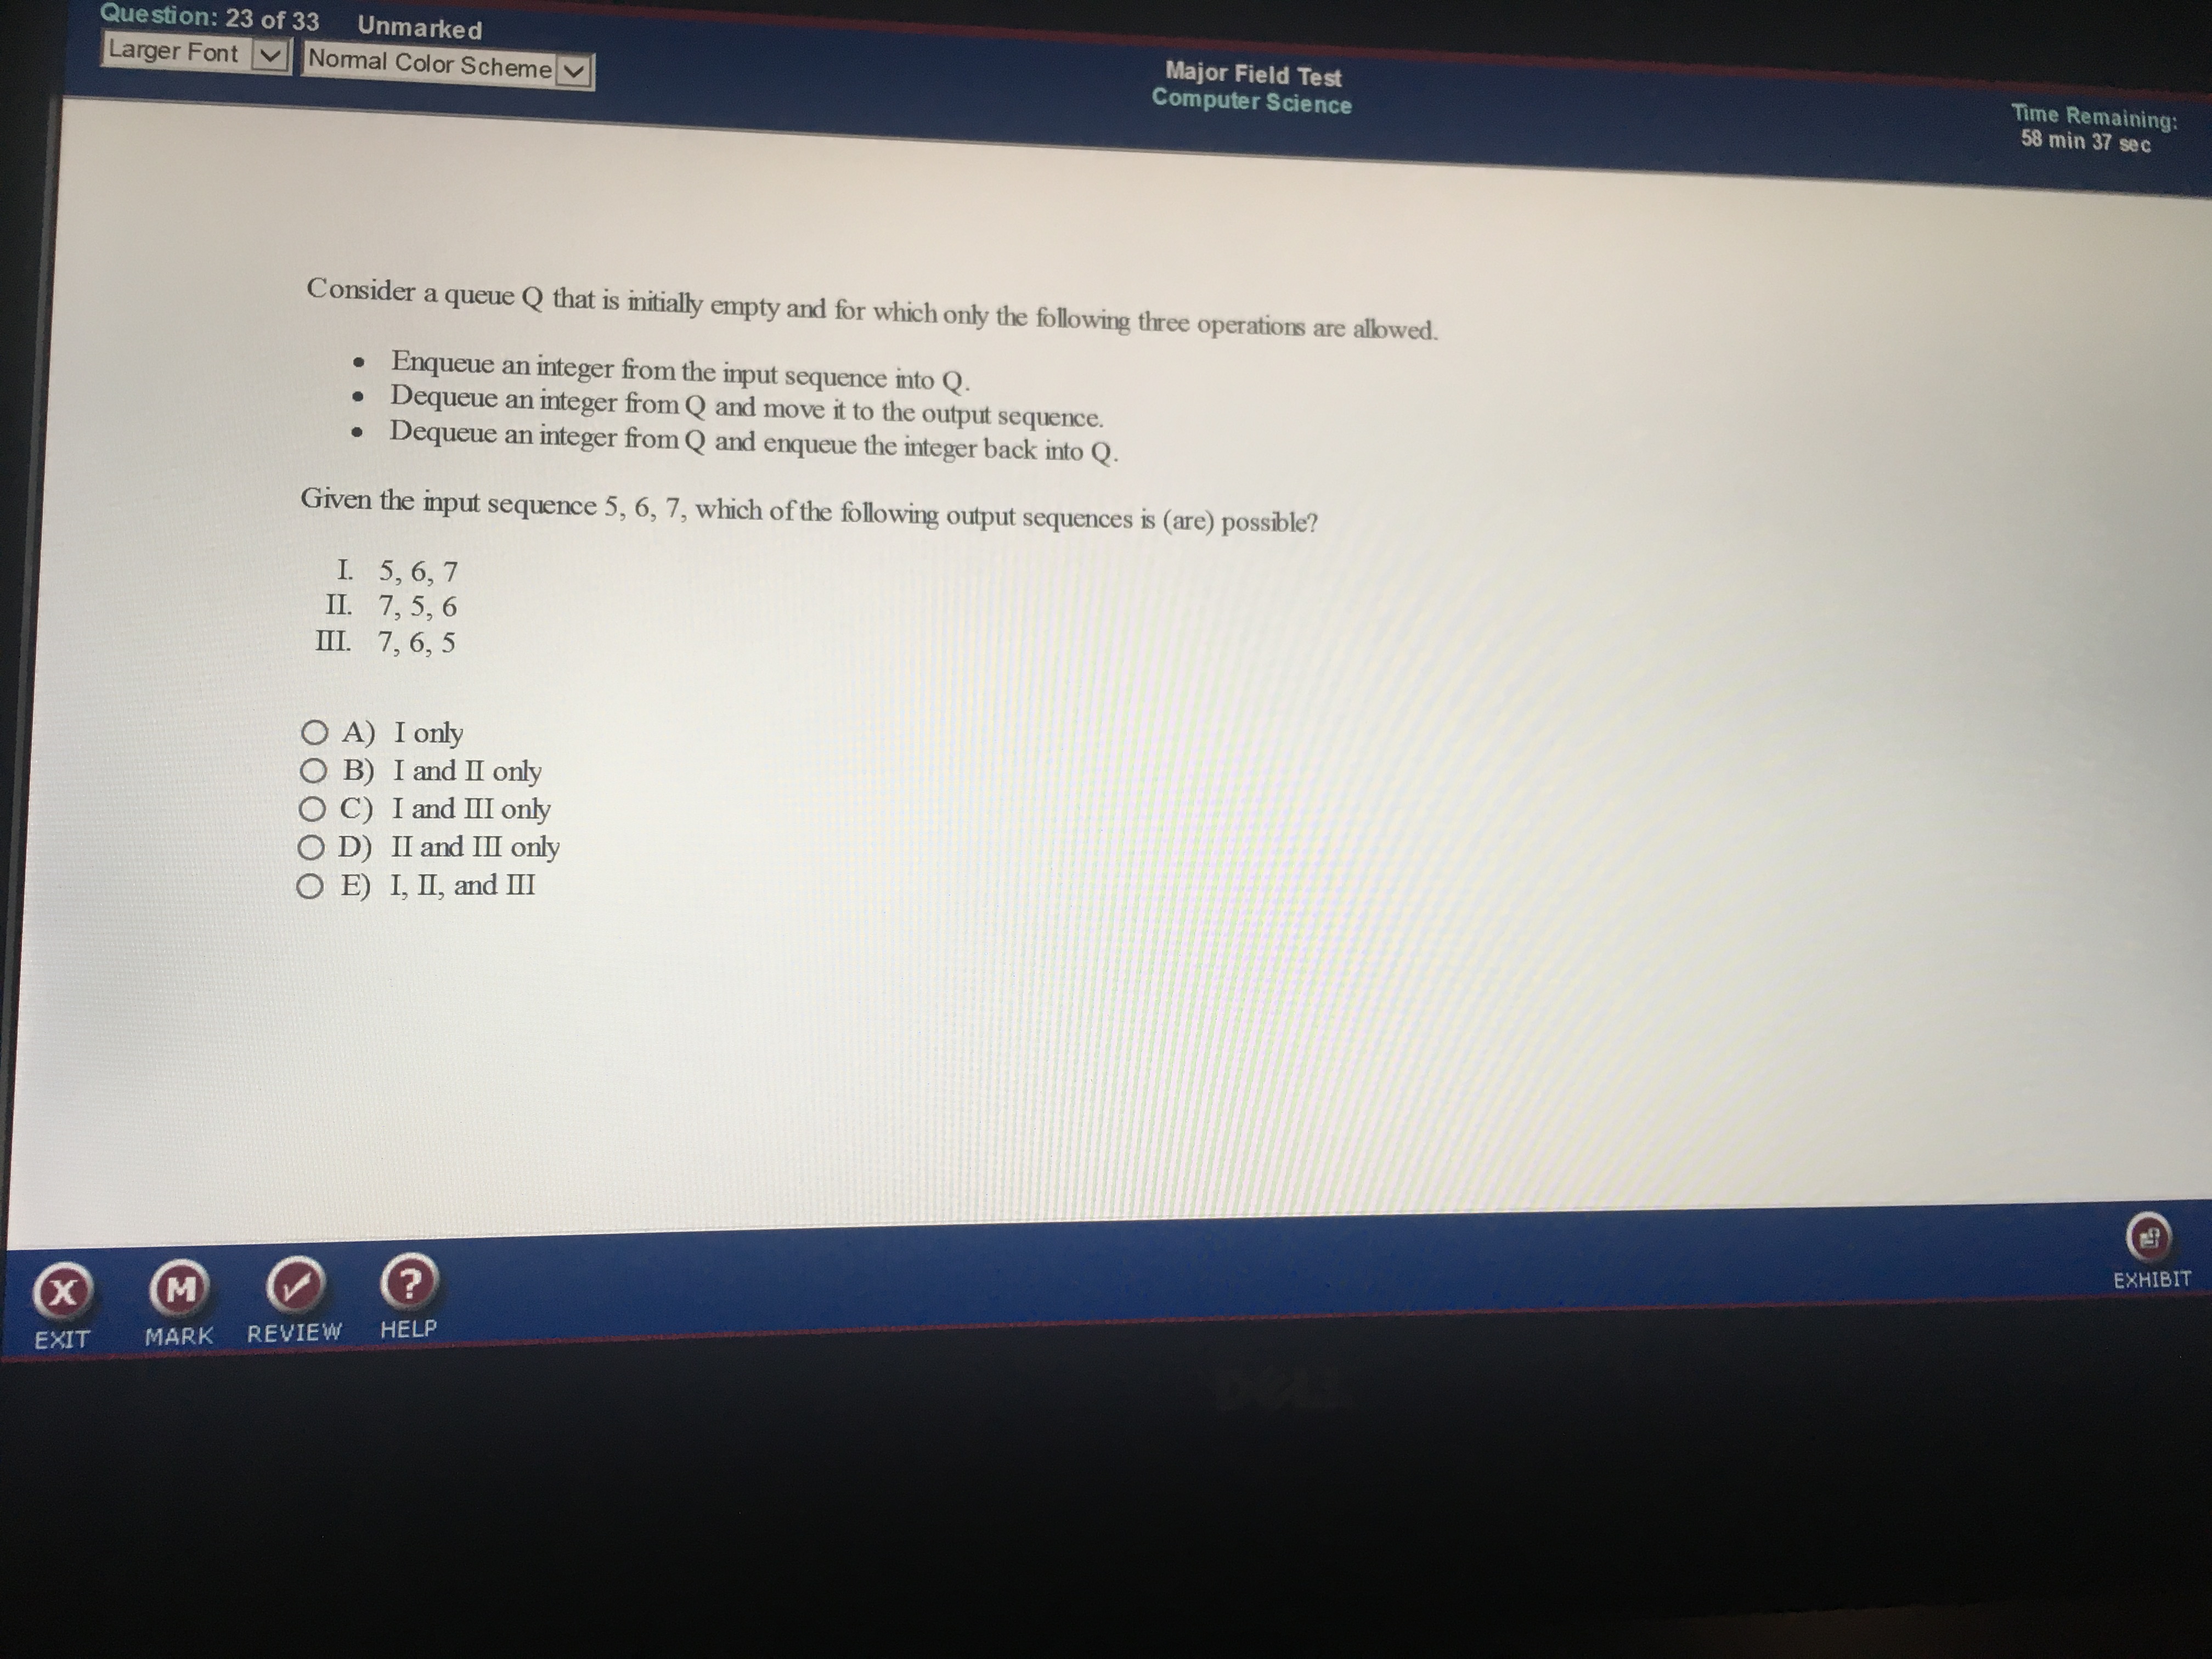 Question: 23 of 33 Unmarked
Larger Font Normal Color Scheme
Major Field Test
Computer Science
Time Remaining:
58 min 37 sec
Consider a queue Q that is initially empty and for which only the following three operations are allowed.
• Enqueue an integer from the input sequence into Q.
• Dequeue an integer from Q and move it to the output sequence.
• Dequeue an integer from Q and enqueue the integer back into Q.
Given the input sequence 5, 6, 7, which of the following output sequences is (are) possible?
I. 5, 6, 7
II. 7, 5, 6
III. 7, 6, 5
A) I only
B) I and II only
C) I and III only
D) II and III only
E) I, II, and III
X M ?
EXIT MARK REVIEW HELP
EXHIBIT
DELL